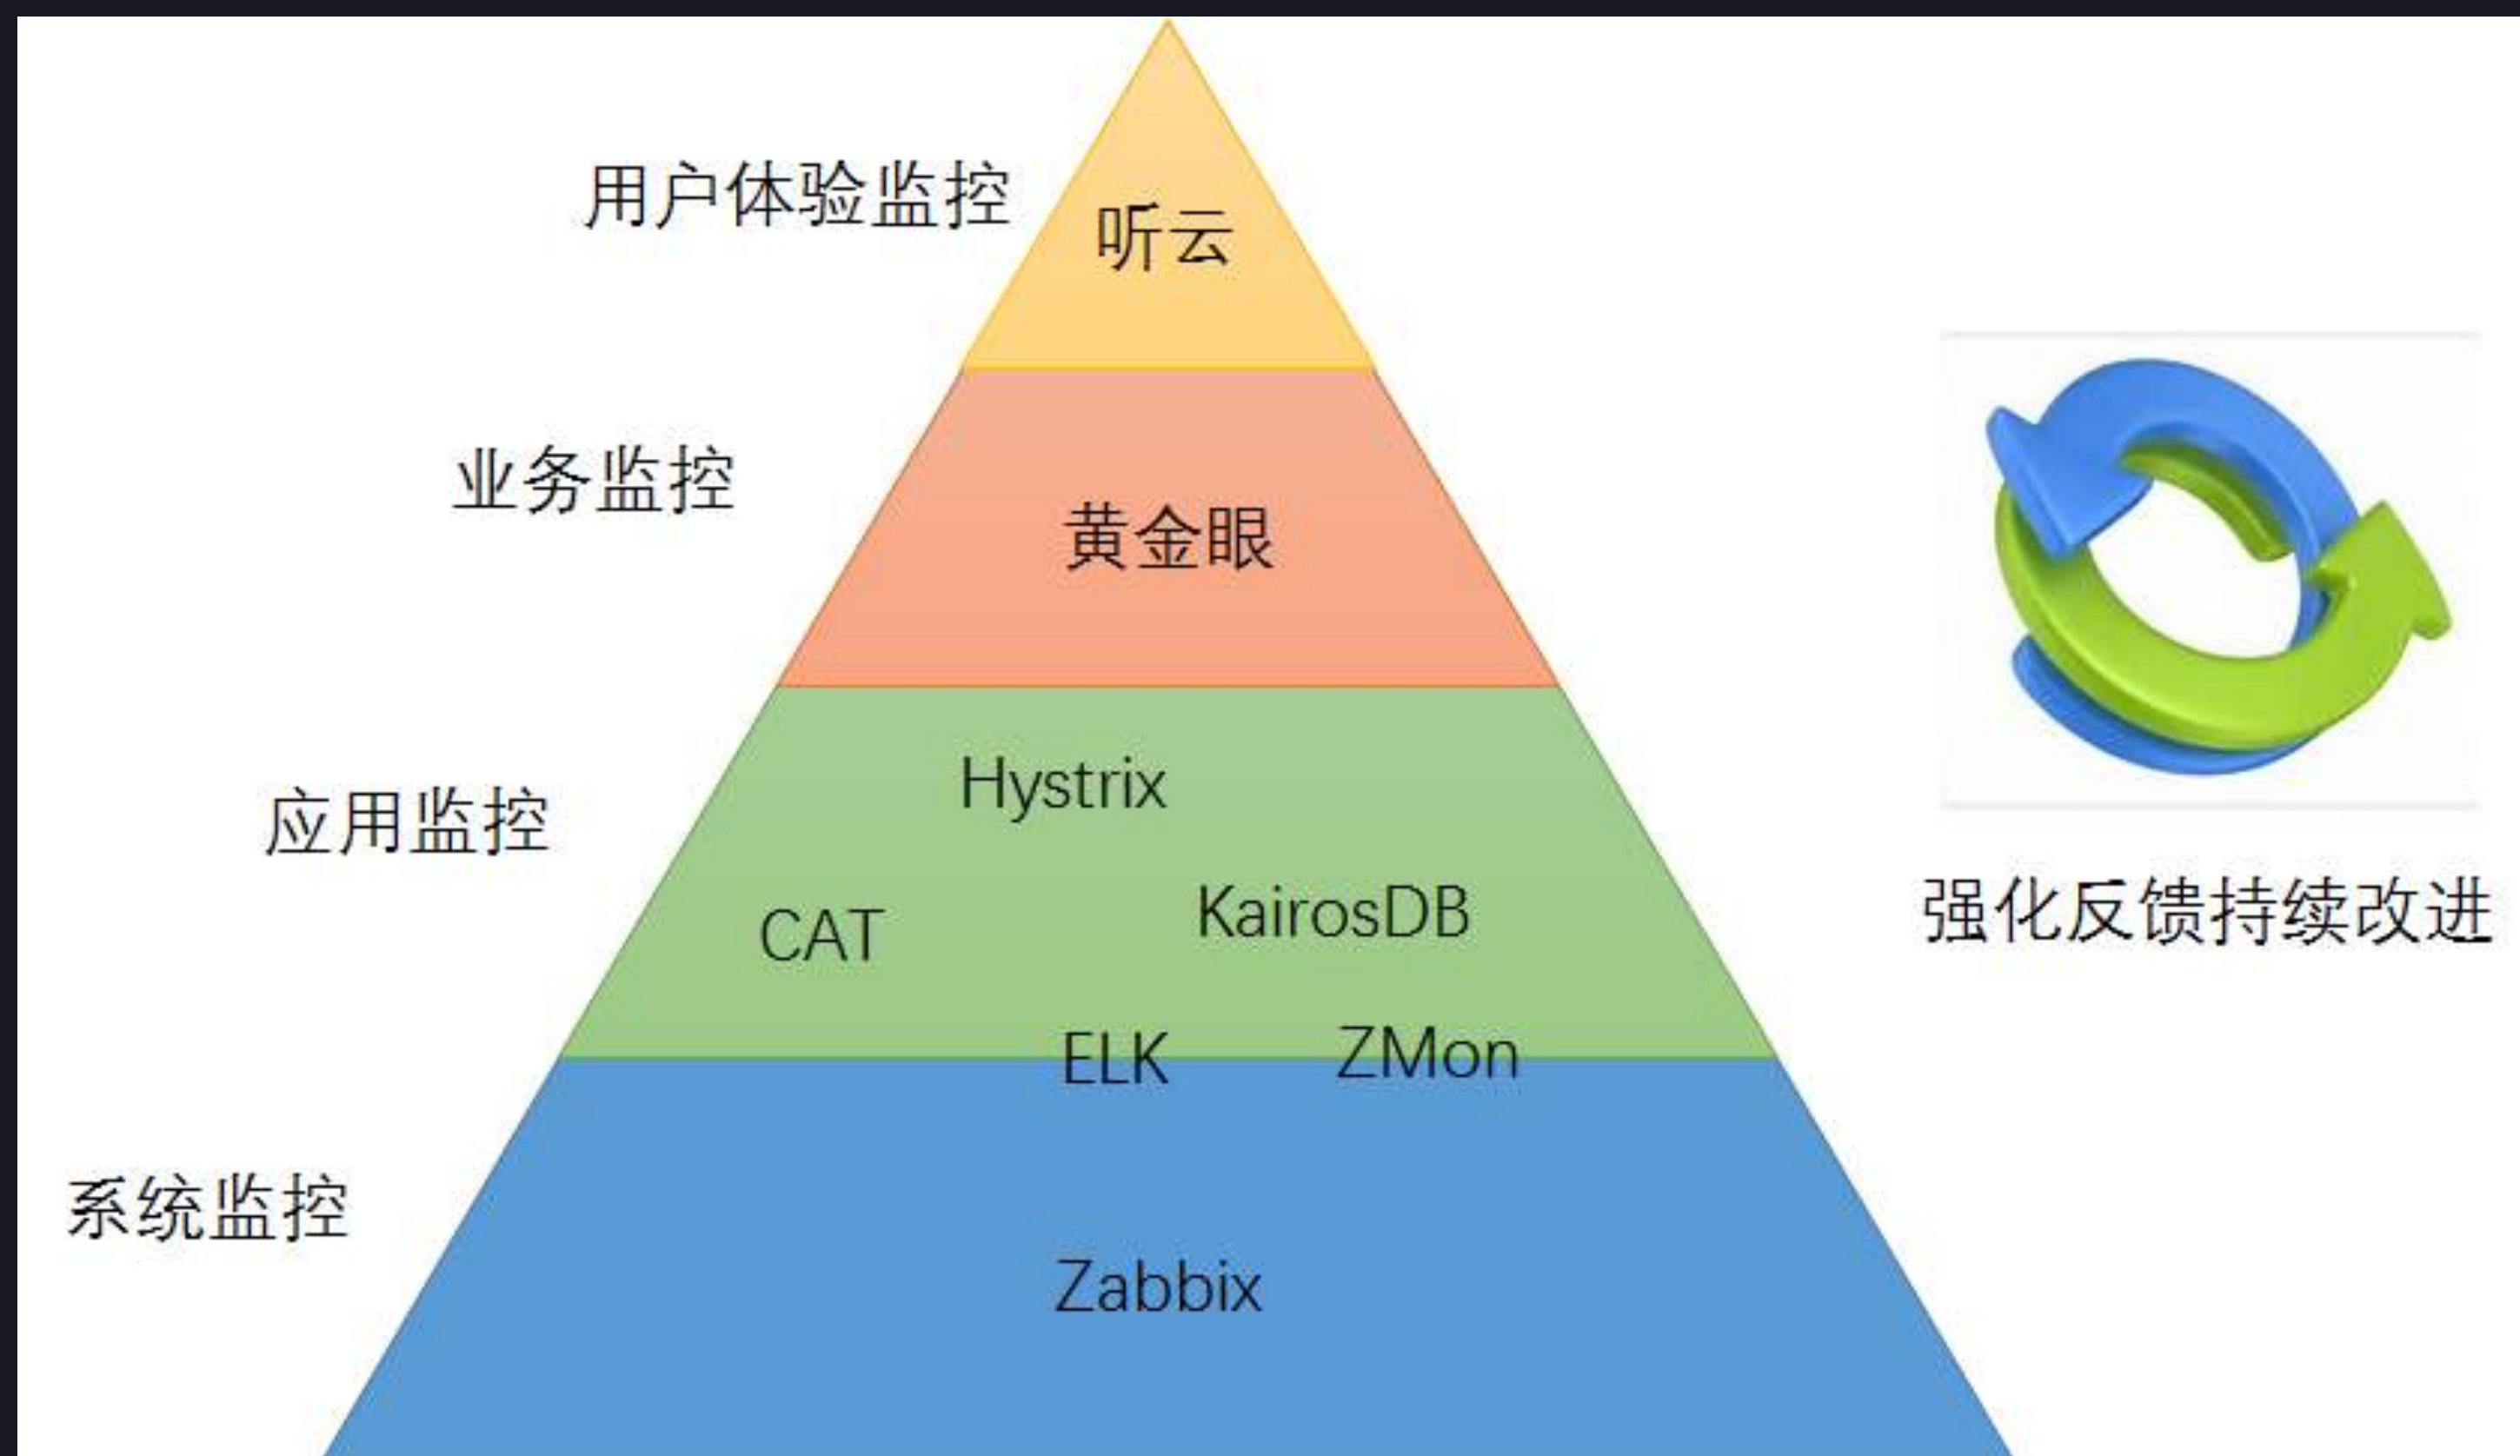 用户体验监控
听云
业务监控
黄金眼
Hystrix
应用监控
CAT
KairosDB
强化反馈持续改进
ELK
ZMon
系统监控
Zabbix